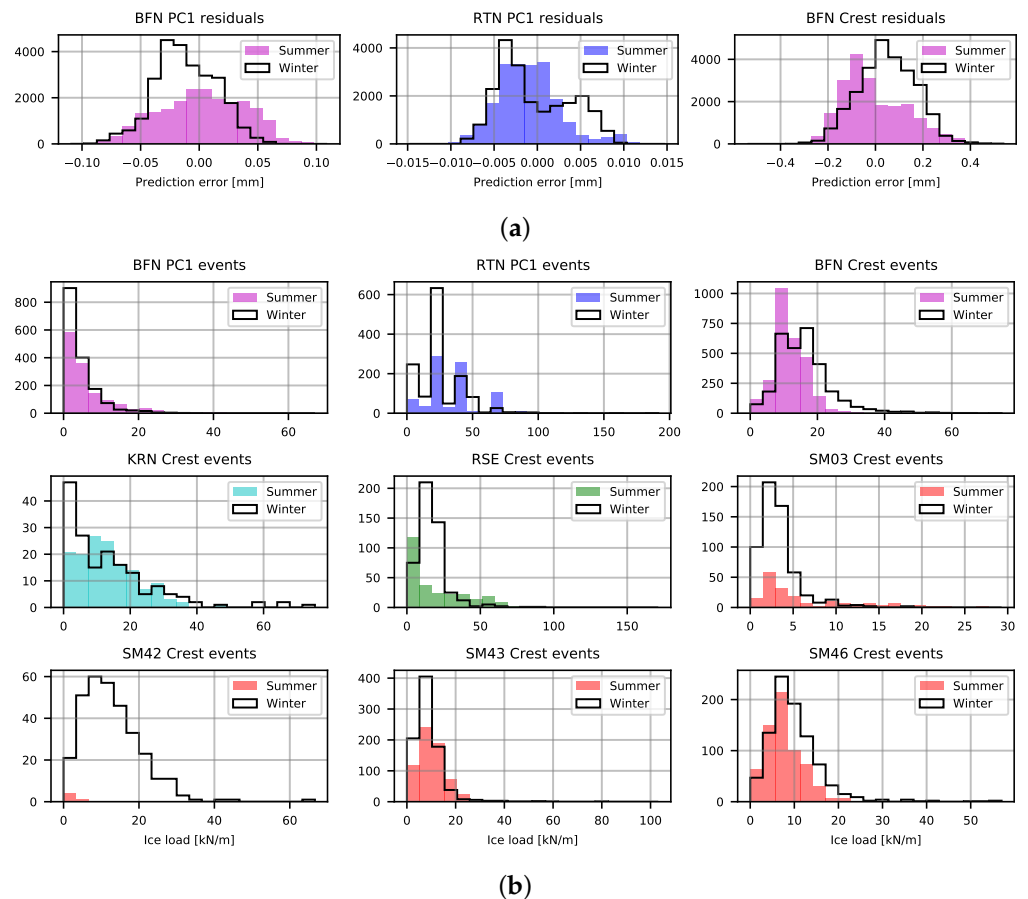 BFN PC1 residuals RTN PC1 residuals BFN Crest residuals
4000 2000 0 Summer Winter 4000 2000 0 Summer Winter 4000 2000 0 Summer Winter
−0.10 −0.05 0.00 0.05 0.10 −0.015 −0.010 −0.005 0.000 0.005 0.010 0.015 −0.4 −0.2 0.0 0.2 0.4
Prediction error [mm] Prediction error [mm] Prediction error [mm]
(a)
BFN PC1 events RTN PC1 events BFN Crest events
800 600 400 200 0 Summer Winter 600 400 200 0 Summer Winter 1000 750 500 250 0 Summer Winter
0 20 40 60 0 50 100 150 200 0 20 40 60
KRN Crest events RSE Crest events SM03 Crest events
40 30 20 10 0 Summer Winter 200 150 100 50 0 Summer Winter 200 150 100 50 0 Summer Winter
0 20 40 60 0 50 100 150 0 5 10 15 20 25 30
SM42 Crest events SM43 Crest events SM46 Crest events
60 40 20 0 Summer Winter 400 300 200 100 0 Summer Winter 200 100 0 Summer Winter
0 20 40 60 0 20 40 60 80 100 0 10 20 30 40 50
Ice load [kN/m] Ice load [kN/m] Ice load [kN/m]
(b)